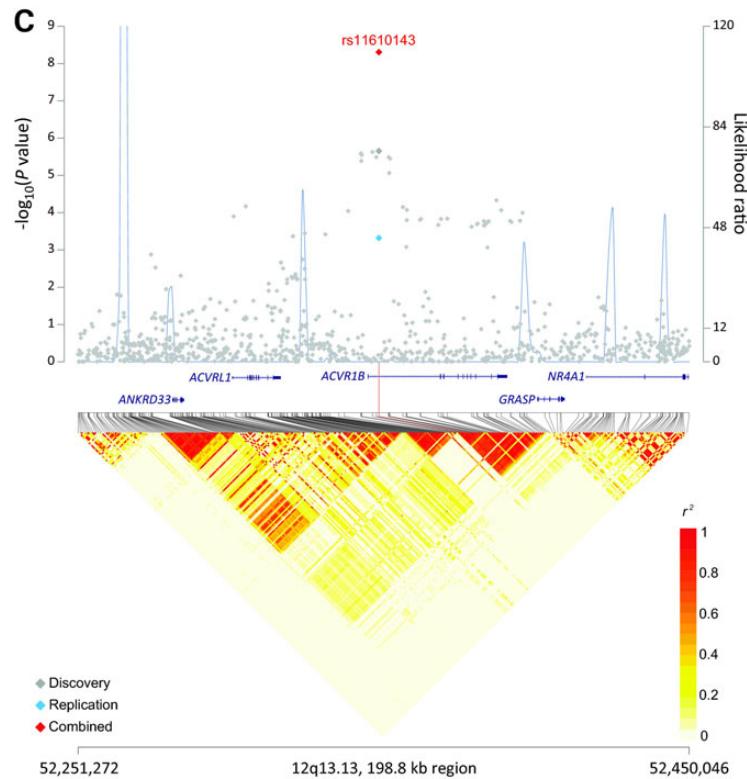 C
rs11610143
9
8
7
6
5
4
3
2
1
0
-log10(P value)
120
84
48
12
0
Likelihood ratio
ACVRL1 ACVR1B NR4A1
ANKRD33 GRASP
r²
1
0.8
0.6
0.4
0.2
0
Discovery
Replication
Combined
52,251,272 12q13.13, 198.8 kb region 52,450,046